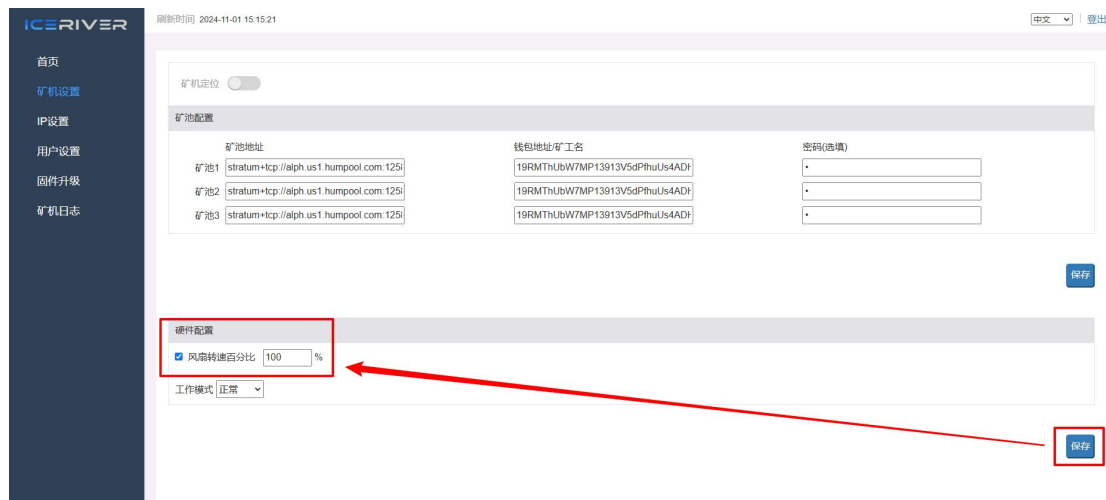 ICERIVER
刷新时间 2024-11-01 15:15:21
中文
登出
首页
矿机设置
IP设置
用户设置
固件升级
矿机日志
矿机定位
矿池配置
矿池地址 钱包地址/矿工名 密码(选填)
矿池1 stratum+tcp://alph.us1.humpool.com:125 19RMThUbW7MP13913V5dPfhuUs4AD •
矿池2 stratum+tcp://alph.us1.humpool.com:125 19RMThUbW7MP13913V5dPfhuUs4AD •
矿池3 stratum+tcp://alph.us1.humpool.com:125 19RMThUbW7MP13913V5dPfhuUs4AD •
保存
硬件配置
风扇转速百分比 100 %
工作模式 正常
保存